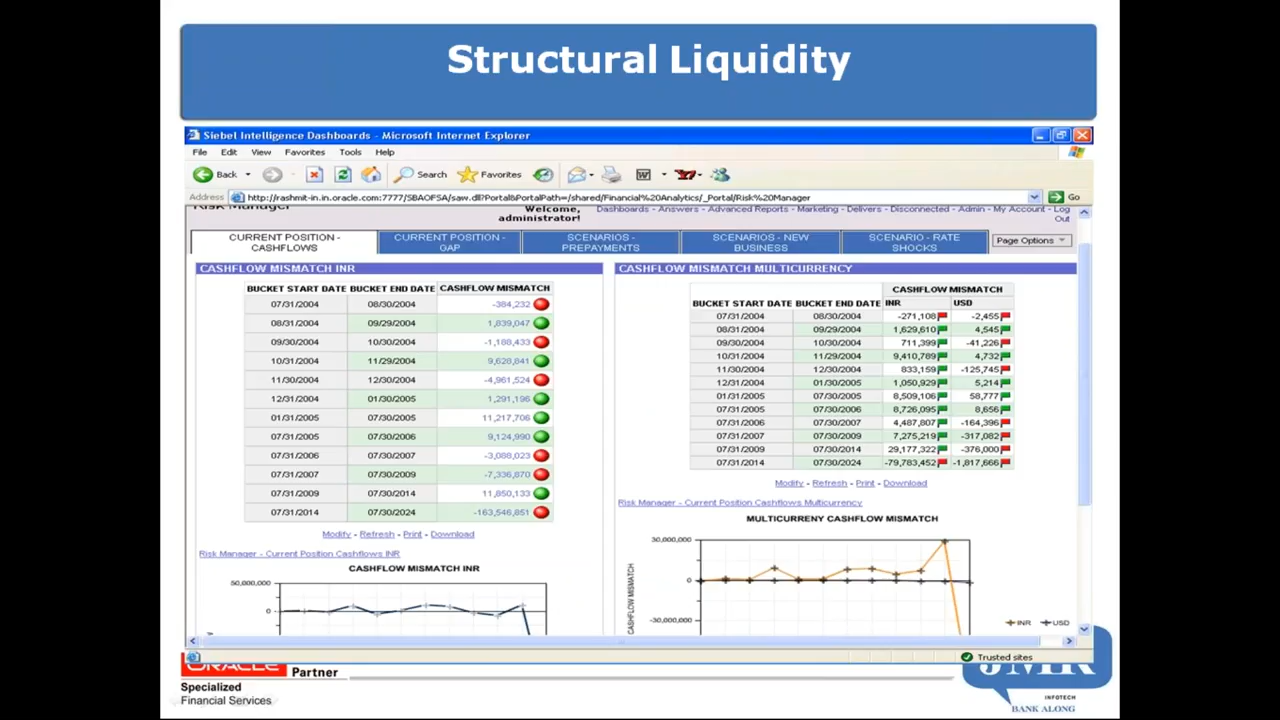 Structural Liquidity
Siebel Intelligence Dashboards - Microsoft Internet Explorer
File Edit View Favorites Tools Help
Back Search Favorites
Address http://rashmit-in.in.oracle.com:7777/SBAOFSA/saw.dll?Portal&PortalPath=/shared/Financial%20Analytics/_Portal/Risk%20Manager Go
Risk Manager Welcome, administrator! Dashboards - Answers - Advanced Reports - Marketing - Delivers - Disconnected - Admin - My Account - Log Out
CURRENT POSITION - CASHFLOWS CURRENT POSITION - GAP SCENARIOS - PREPAYMENTS SCENARIOS - NEW BUSINESS SCENARIO - RATE SHOCKS Page Options
CASHFLOW MISMATCH INR
BUCKET START DATE BUCKET END DATE CASHFLOW MISMATCH
07/31/2004 08/30/2004 -384,232
08/31/2004 09/29/2004 1,839,047
09/30/2004 10/30/2004 -1,188,433
10/31/2004 11/29/2004 9,628,841
11/30/2004 12/30/2004 -4,961,524
12/31/2004 01/30/2005 1,291,196
01/31/2005 07/30/2005 11,217,706
07/31/2005 07/30/2006 9,124,990
07/31/2006 07/30/2007 -3,088,023
07/31/2007 07/30/2009 -7,336,870
07/31/2009 07/30/2014 11,850,133
07/31/2014 07/30/2024 -163,546,851
Modify - Refresh - Print - Download
Risk Manager - Current Position Cashflows INR
CASHFLOW MISMATCH INR
50,000,000
0
CASHFLOW MISMATCH MULTICURRENCY
CASHFLOW MISMATCH
BUCKET START DATE BUCKET END DATE INR USD
07/31/2004 08/30/2004 -271,108 -2,455
08/31/2004 09/29/2004 1,629,610 4,545
09/30/2004 10/30/2004 711,399 -41,226
10/31/2004 11/29/2004 9,410,789 4,732
11/30/2004 12/30/2004 833,159 -125,745
12/31/2004 01/30/2005 1,050,929 5,214
01/31/2005 07/30/2005 8,509,106 58,777
07/31/2005 07/30/2006 8,726,095 8,656
07/31/2006 07/30/2007 4,487,807 -164,396
07/31/2007 07/30/2009 7,275,219 -317,082
07/31/2009 07/30/2014 29,177,322 -376,000
07/31/2014 07/30/2024 -79,783,452 -1,817,666
Modify - Refresh - Print - Download
Risk Manager - Current Position Cashflows Multicurrency
MULTICURRENY CASHFLOW MISMATCH
30,000,000
0
-30,000,000
CASHFLOW MISMATCH
INR USD
Trusted sites
ORACLE Partner
Specialized
Financial Services
JMR
INFOTECH
BANK ALONG